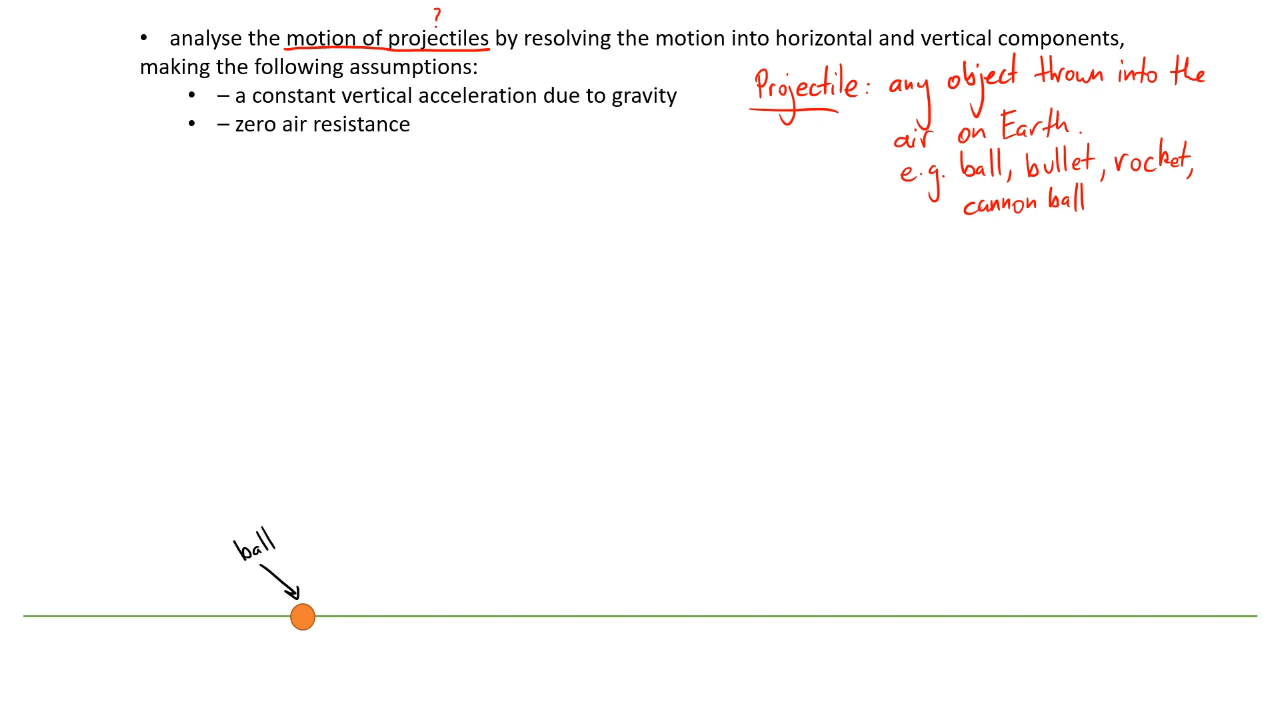 ?
• analyse the motion of projectiles by resolving the motion into horizontal and vertical components,
making the following assumptions:
• – a constant vertical acceleration due to gravity
• – zero air resistance
Projectile: any object thrown into the
air on Earth.
e.g. ball, bullet, rocket,
cannon ball
ball